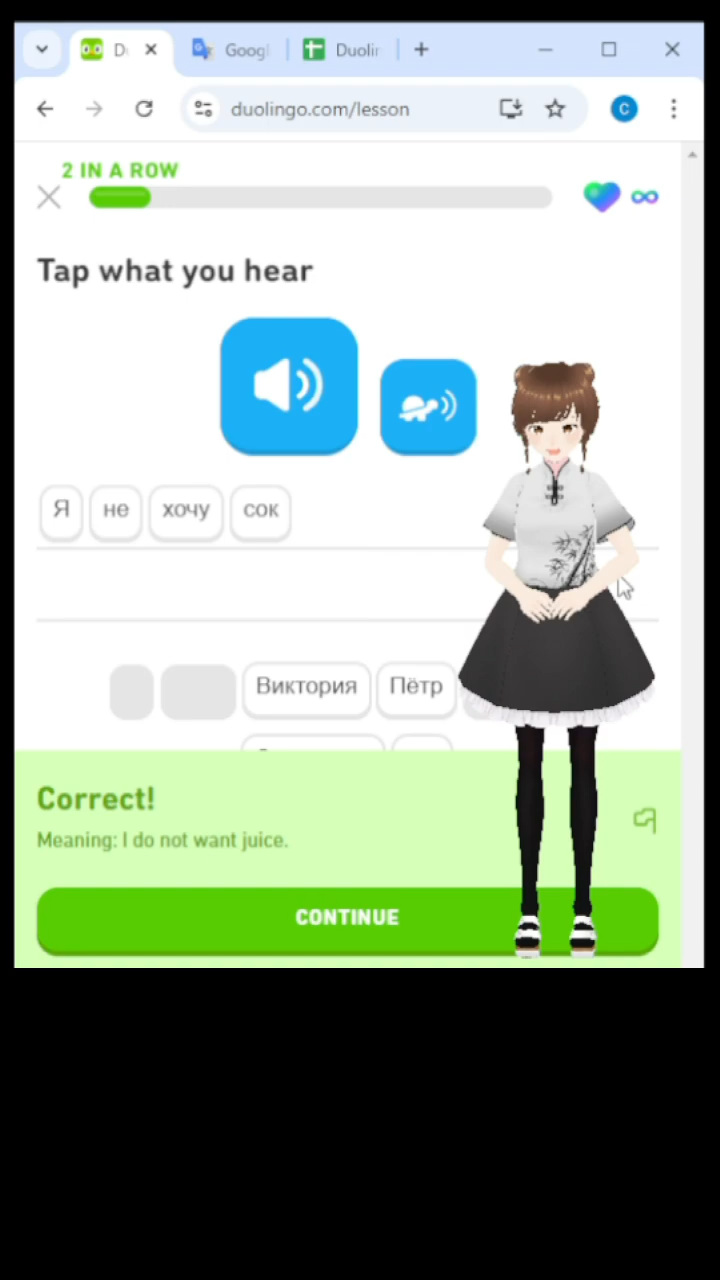 Du
Googl
Duolin
duolingo.com/lesson
C
2 IN A ROW
Tap what you hear
Я не хочу сок
Виктория Пётр
Correct!
Meaning: I do not want juice.
CONTINUE